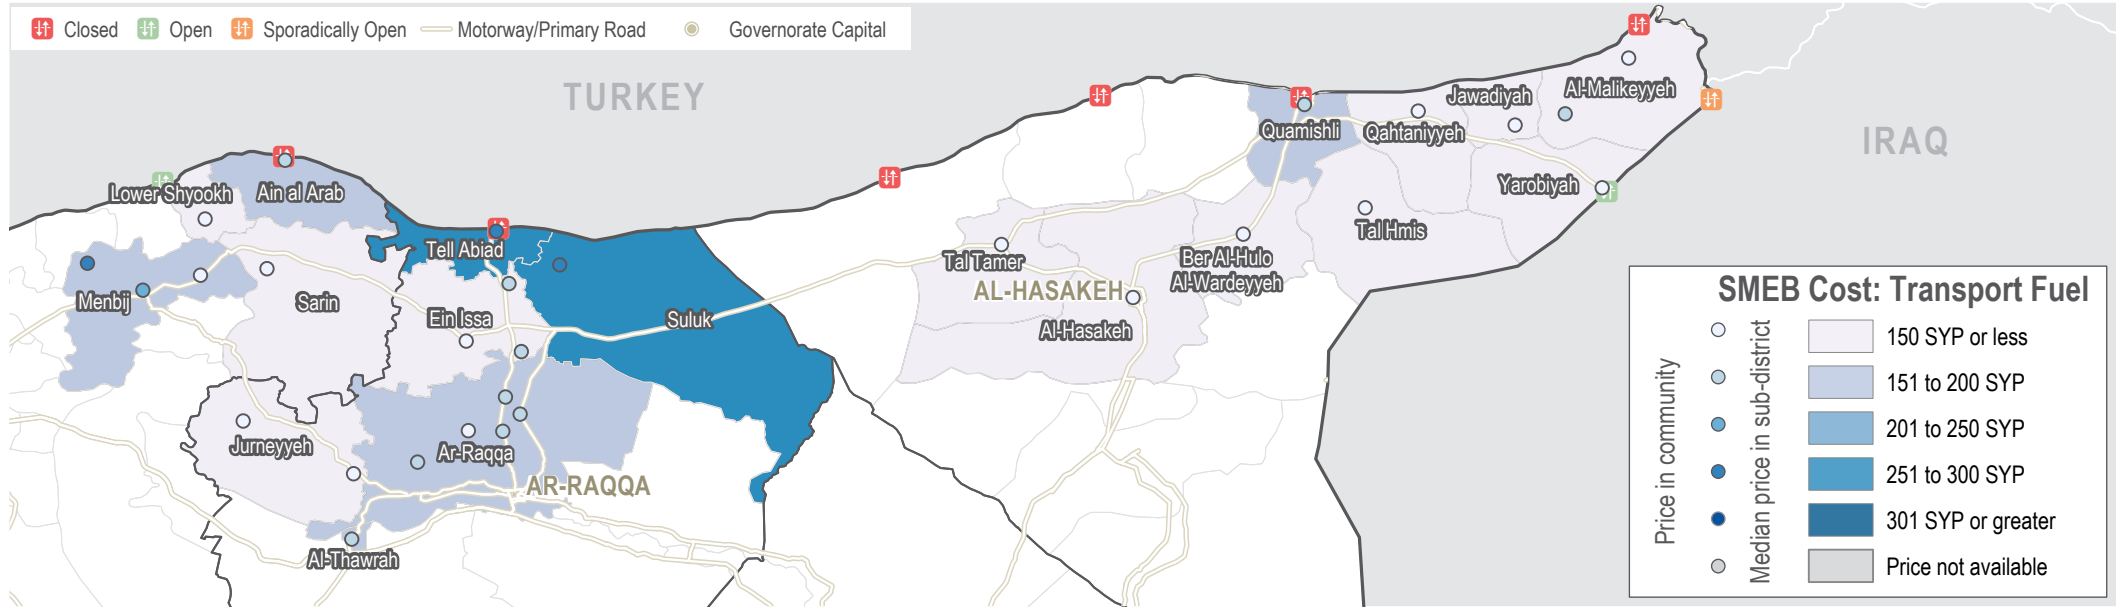 Closed
Open
Sporadically Open
Motorway/Primary Road
Governorate Capital
TURKEY
IRAQ
Lower Shyookh
Ain al Arab
Tell Abiad
Menbij
Sarin
Ein Issa
Suluk
Jurneyyeh
Ar-Raqqa
AR-RAQQA
Al-Thawrah
Quamishli
Qahtaniyyeh
Jawadiyah
Al-Malikeyyeh
Yarobiyah
Tal Hmis
Tal Tamer
Ber Al-Hulo
Al-Wardeyyeh
AL-HASAKEH
Al-Hasakeh
SMEB Cost: Transport Fuel
Price in community
Median price in sub-district
150 SYP or less
151 to 200 SYP
201 to 250 SYP
251 to 300 SYP
301 SYP or greater
Price not available